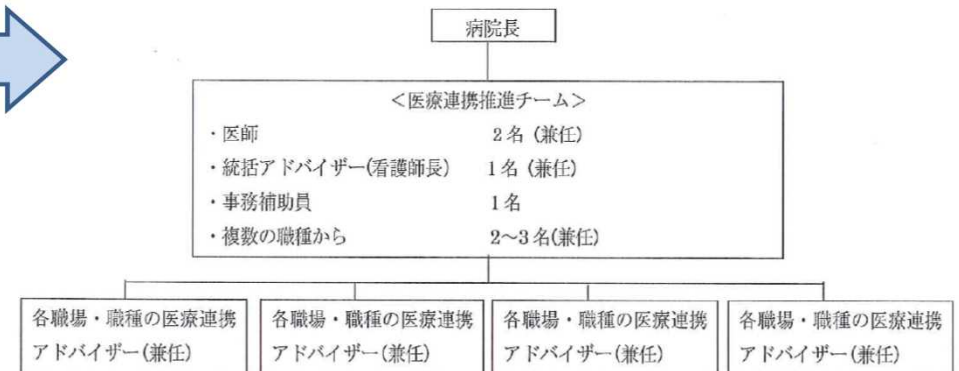 病院長
<医療連携推進チーム>
・医師 2名 (兼任)
・統括アドバイザー(看護師長) 1名 (兼任)
・事務補助員 1名
・複数の職種から 2~3名(兼任)
各職場・職種の医療連携
アドバイザー(兼任)
各職場・職種の医療連携
アドバイザー(兼任)
各職場・職種の医療連携
アドバイザー(兼任)
各職場・職種の医療連携
アドバイザー(兼任)